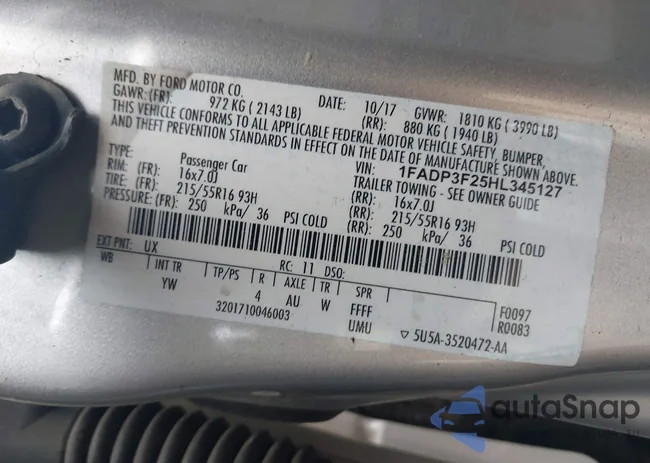 MFD. BY FORD MOTOR CO.
DATE: 10/17 GVWR: 1810 KG ( 3990 LB)
GAWR: (FR): 972 KG ( 2143 LB) (RR): 880 KG ( 1940 LB)
THIS VEHICLE CONFORMS TO ALL APPLICABLE FEDERAL MOTOR VEHICLE SAFETY, BUMPER,
AND THEFT PREVENTION STANDARDS IN EFFECT ON THE DATE OF MANUFACTURE SHOWN ABOVE.
VIN: 1FADP3F25HL345127
TYPE: Passenger Car TRAILER TOWING - SEE OWNER GUIDE
RIM: (FR): 16x7.0J (RR): 16x7.0J
TIRE: (FR): 215/55R16 93H (RR): 215/55R16 93H
PRESSURE: (FR): 250 kPa/ 36 PSI COLD (RR): 250 kPa/ 36 PSI COLD
EXT PNT: UX RC: 11 DSO:
WB INT TR TP/PS R AXLE TR SPR
YW 4 AU W FFFF F0097
3201710046003 UMU R0083
▽ 5U5A-3520472-AA
autoSnap